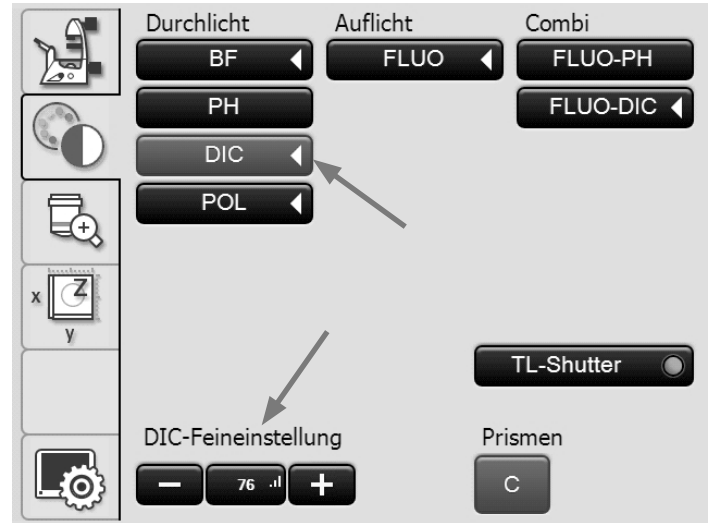 Durchlicht Auflicht Combi
BF FLUO FLUO-PH
PH FLUO-DIC
DIC
POL
x Z
y
TL-Shutter
DIC-Feineinstellung Prismen
76 C